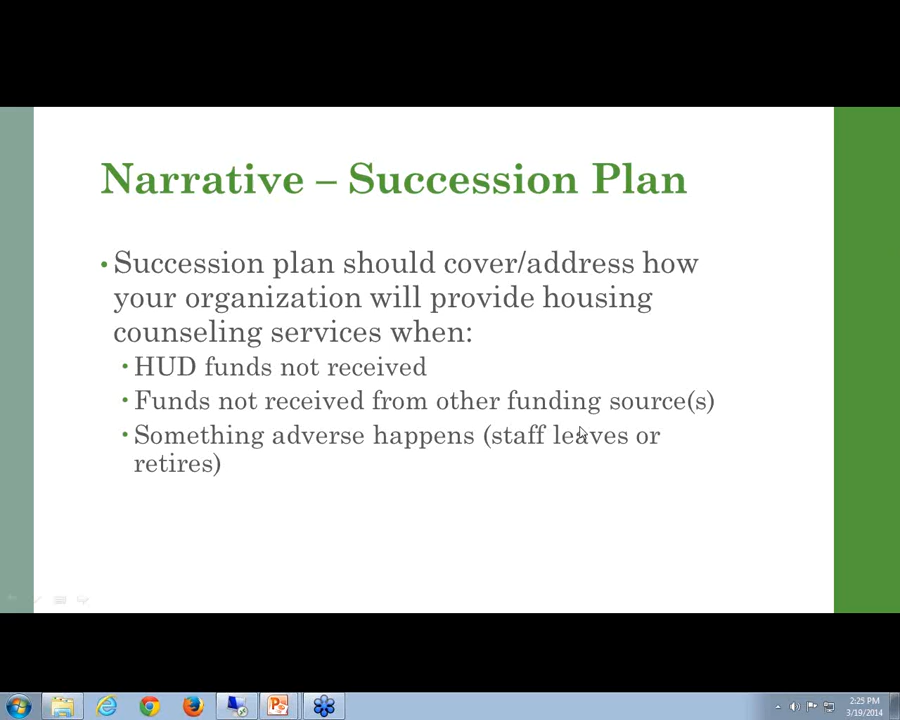 Narrative – Succession Plan
• Succession plan should cover/address how
your organization will provide housing
counseling services when:
• HUD funds not received
• Funds not received from other funding source(s)
• Something adverse happens (staff leaves or
retires)
2:25 PM
3/19/2014